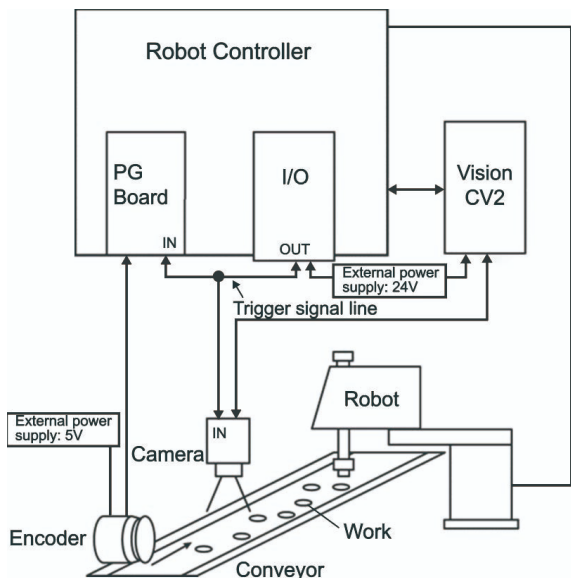 Robot Controller
PG
Board
IN
I/O
OUT
Vision
CV2
External power
supply: 24V
Trigger signal line
External power
supply: 5V
IN
Camera
Robot
Encoder
Work
Conveyor